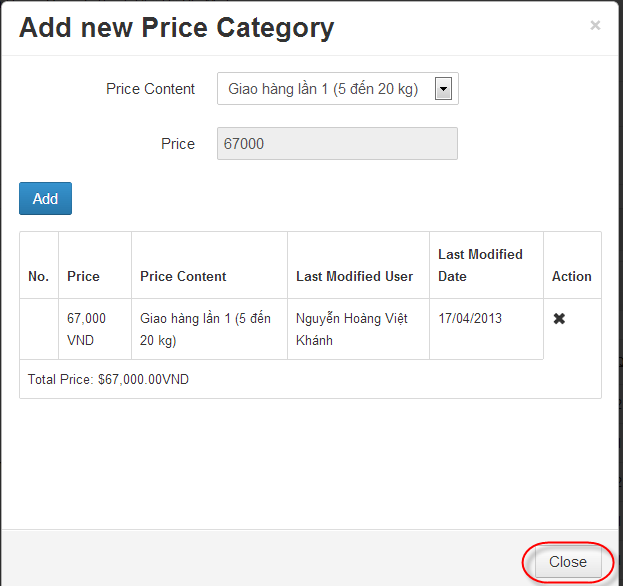 Add new Price Category
×
Price Content Giao hàng lần 1 (5 đến 20 kg)
Price 67000
Add
No. Price Price Content Last Modified User Last Modified Date Action
67,000 VND Giao hàng lần 1 (5 đến 20 kg) Nguyễn Hoàng Việt Khánh 17/04/2013 ✖
Total Price: $67,000.00VND
Close